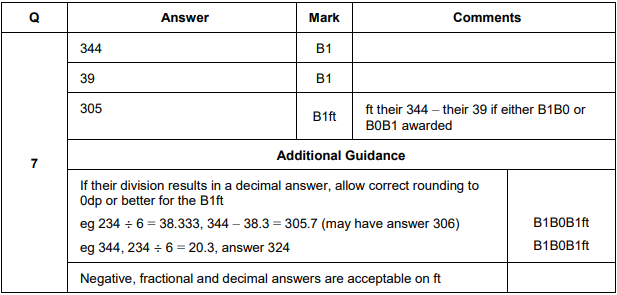 Q Answer Mark Comments
344 B1
39 B1
305 B1ft ft their 344 – their 39 if either B1B0 or
B0B1 awarded
7
Additional Guidance
If their division results in a decimal answer, allow correct rounding to
0dp or better for the B1ft
eg 234 ÷ 6 = 38.333, 344 – 38.3 = 305.7 (may have answer 306) B1B0B1ft
eg 344, 234 ÷ 6 = 20.3, answer 324 B1B0B1ft
Negative, fractional and decimal answers are acceptable on ft